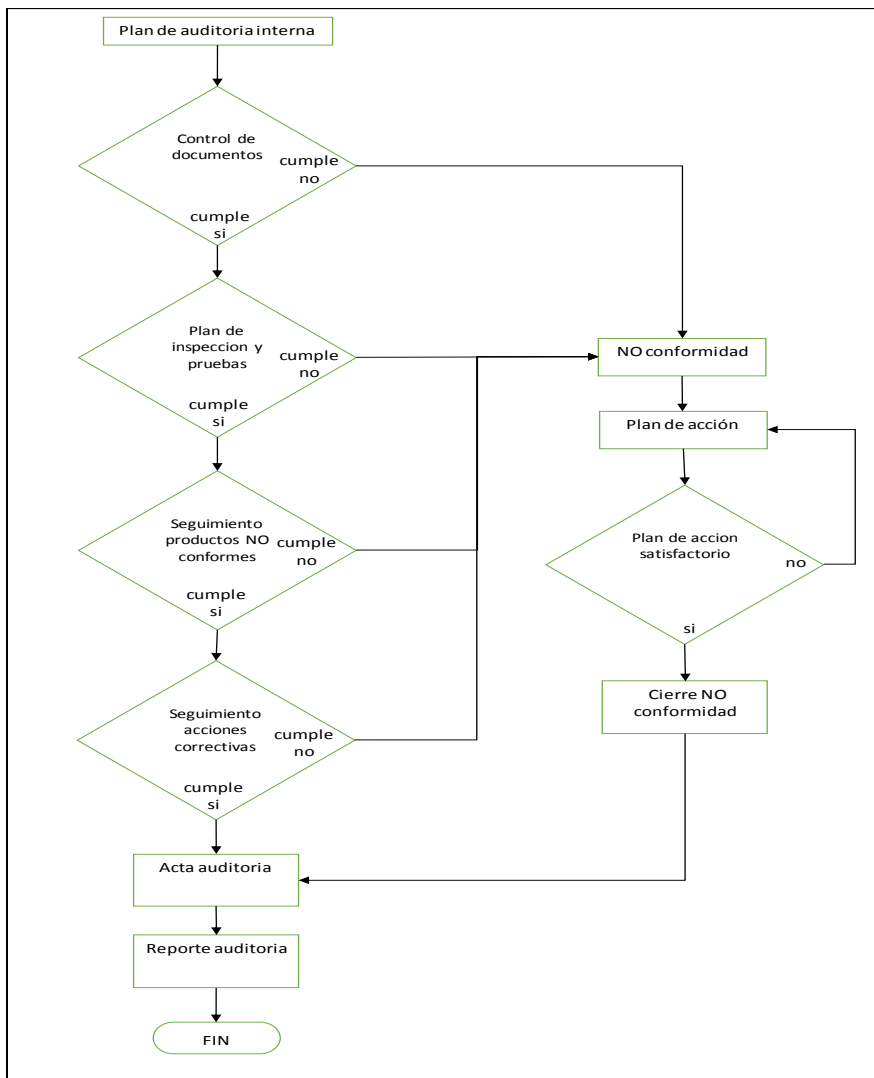 Plan de auditoria interna
Control de
documentos
cumple
no
cumple
si
Plan de
inspeccion y
pruebas
cumple
no
cumple
si
NO conformidad
Plan de acción
Seguimiento
productos NO
conformes
cumple
no
cumple
si
Plan de accion
satisfactorio
no
si
Seguimiento
acciones
correctivas
cumple
no
cumple
si
Cierre NO
conformidad
Acta auditoria
Reporte auditoria
FIN